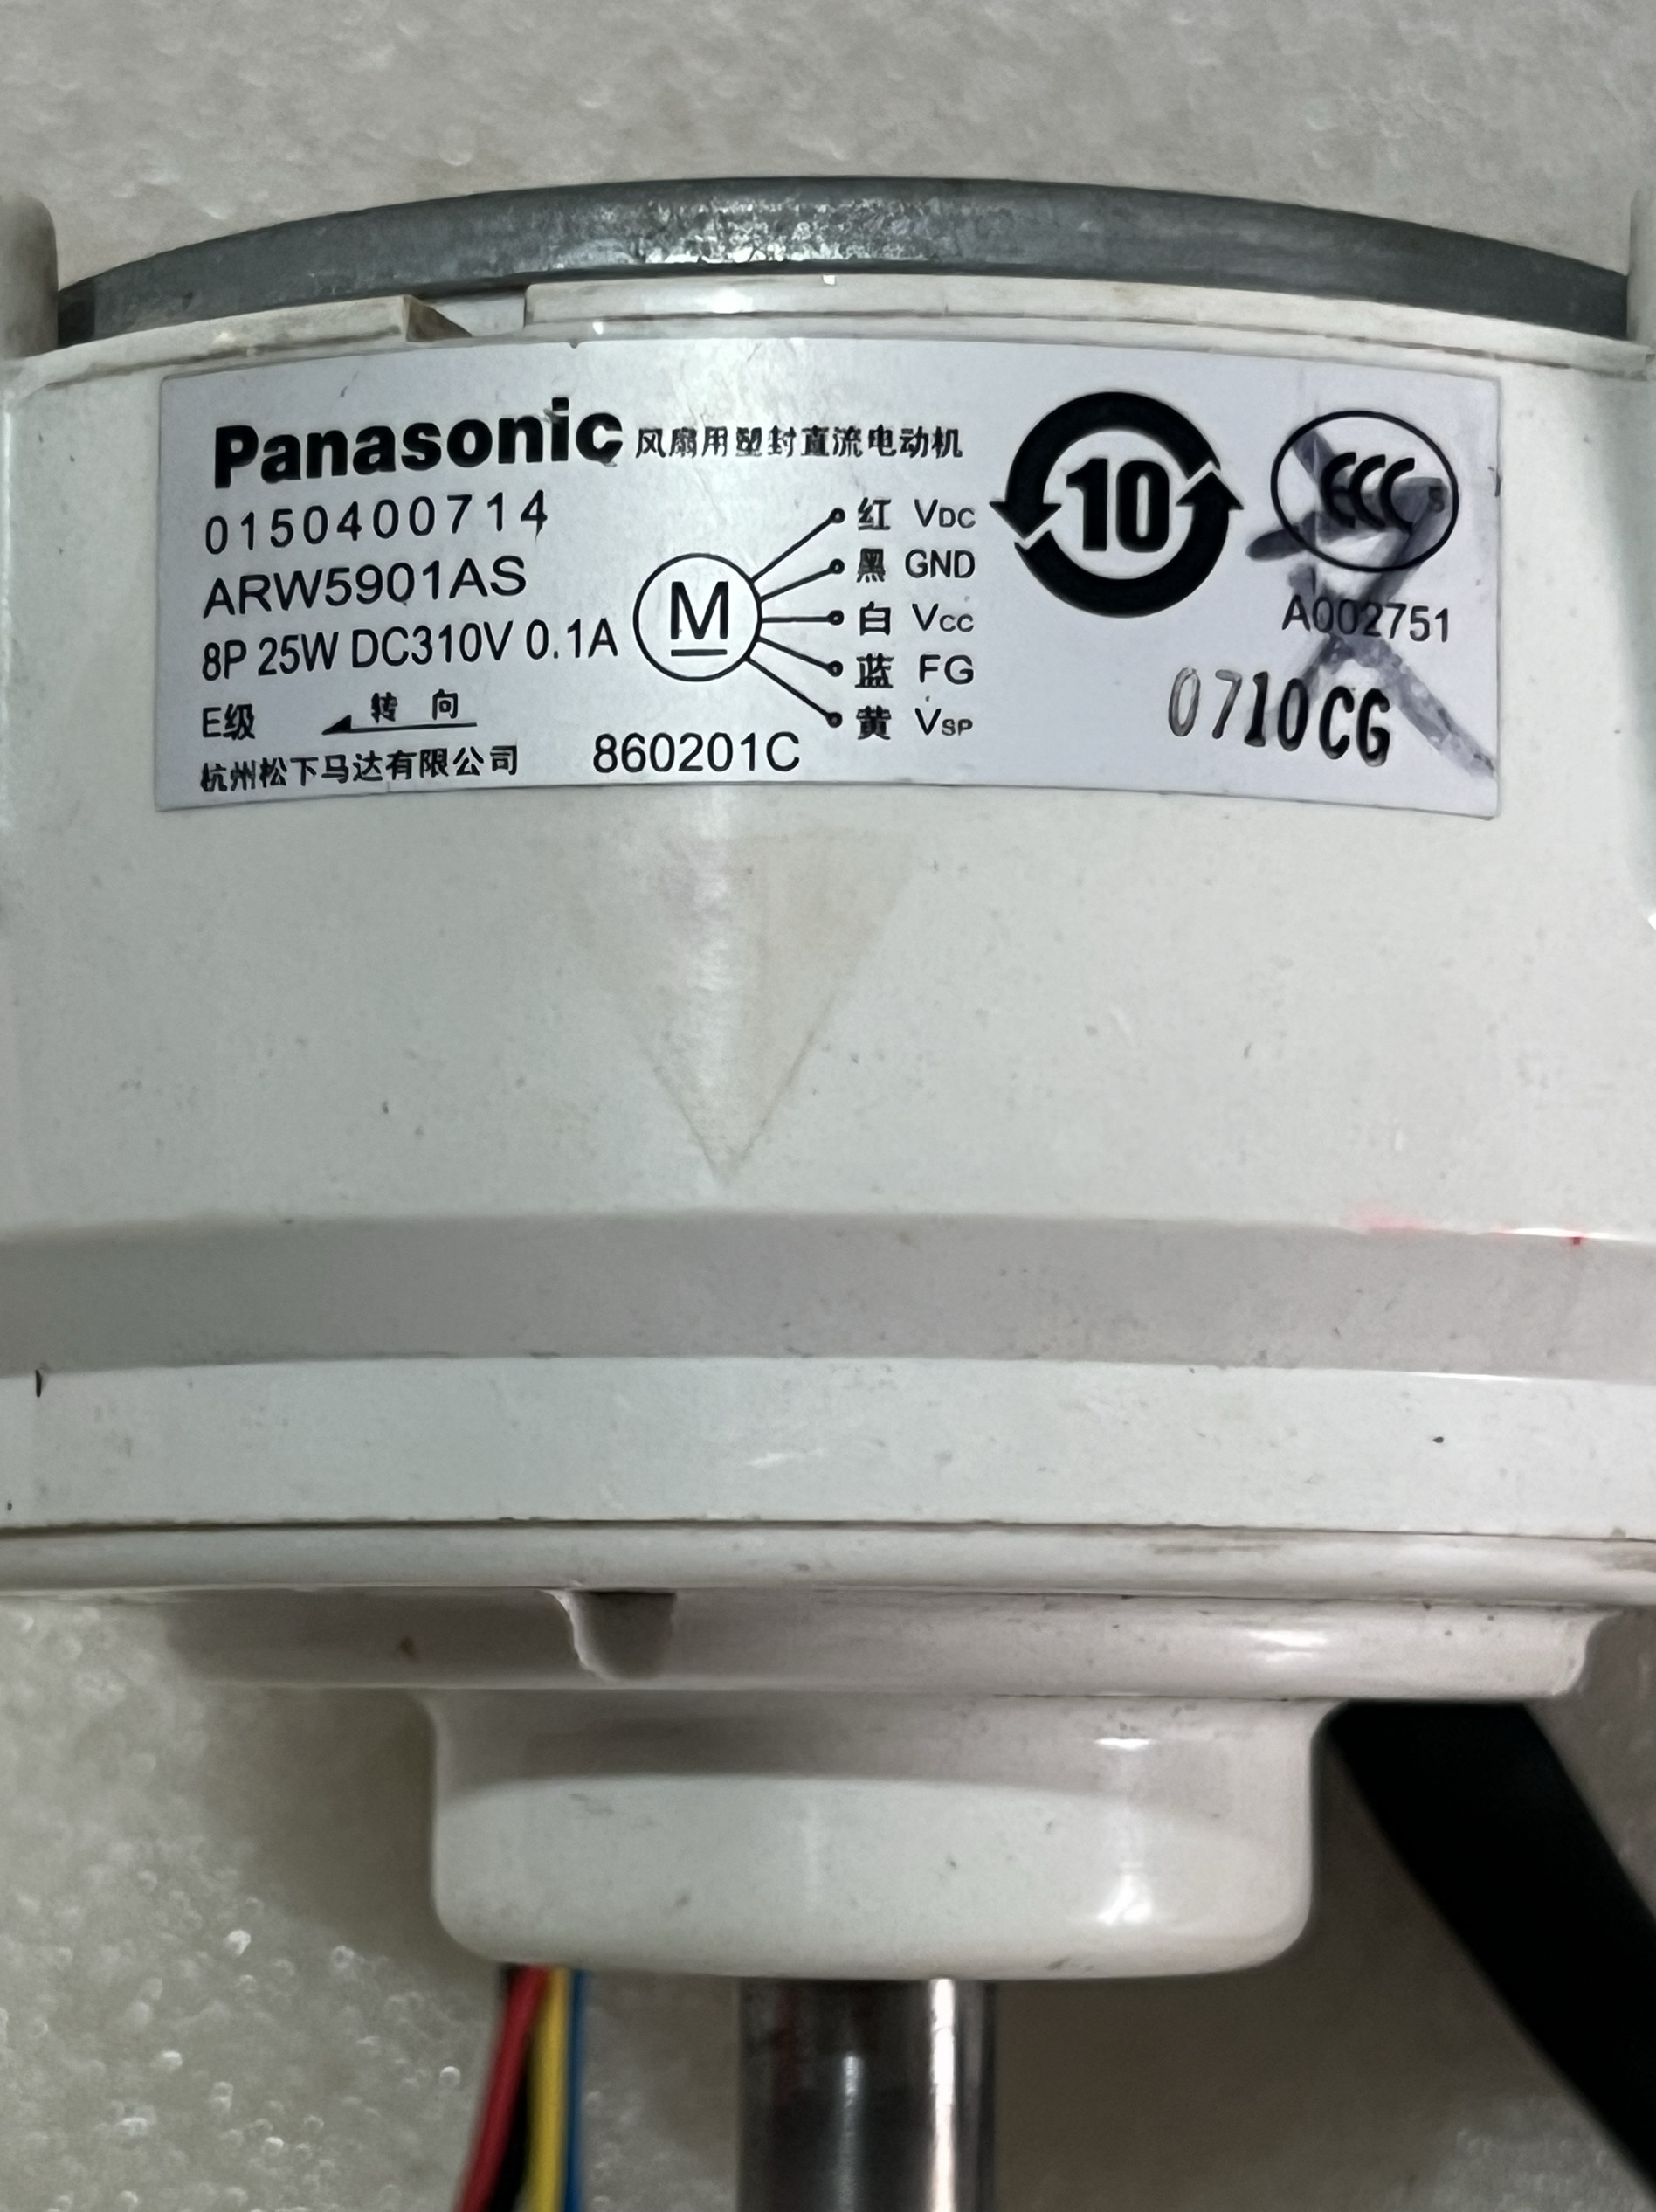 Panasonic 风扇用塑封直流电动机
0150400714
ARW5901AS
8P 25W DC310V 0.1A
E级 转 向
杭州松下马达有限公司
860201C
M
红 VDC
黑 GND
白 VCC
蓝 FG
黄 VSP
10
CCC S
A002751
0710CG